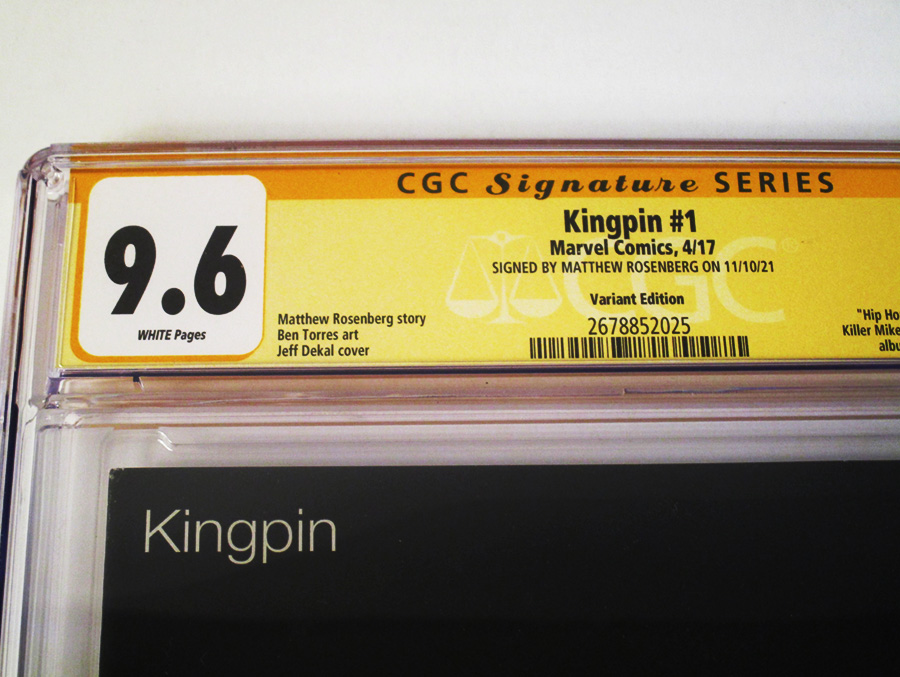 CGC Signature SERIES
9.6
WHITE Pages
Kingpin #1
Marvel Comics, 4/17
SIGNED BY MATTHEW ROSENBERG ON 11/10/21
CGC
Variant Edition
2678852025
Matthew Rosenberg story
Ben Torres art
Jeff Dekal cover
"Hip Ho
Killer Mike
albu
Kingpin